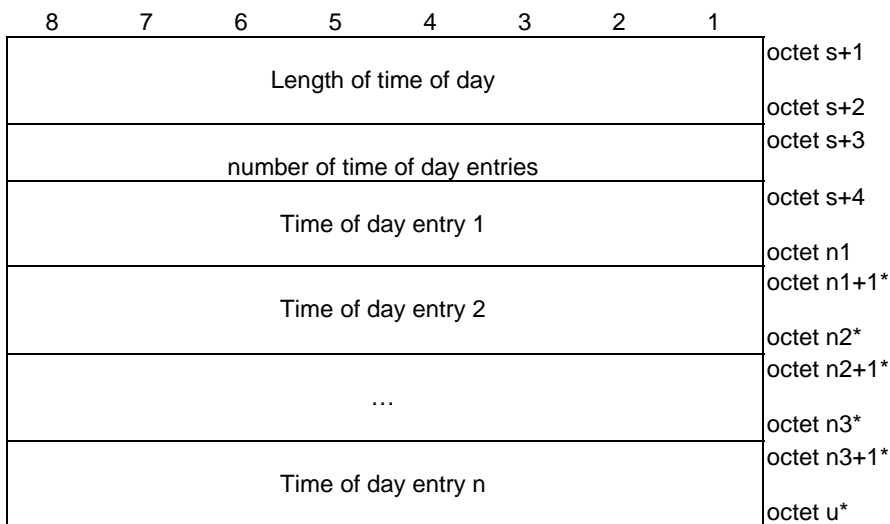 8 7 6 5 4 3 2 1
octet s+1
Length of time of day
octet s+2
octet s+3
number of time of day entries
octet s+4
Time of day entry 1
octet n1
octet n1+1*
Time of day entry 2
octet n2*
octet n2+1*
…
octet n3*
octet n3+1*
Time of day entry n
octet u*